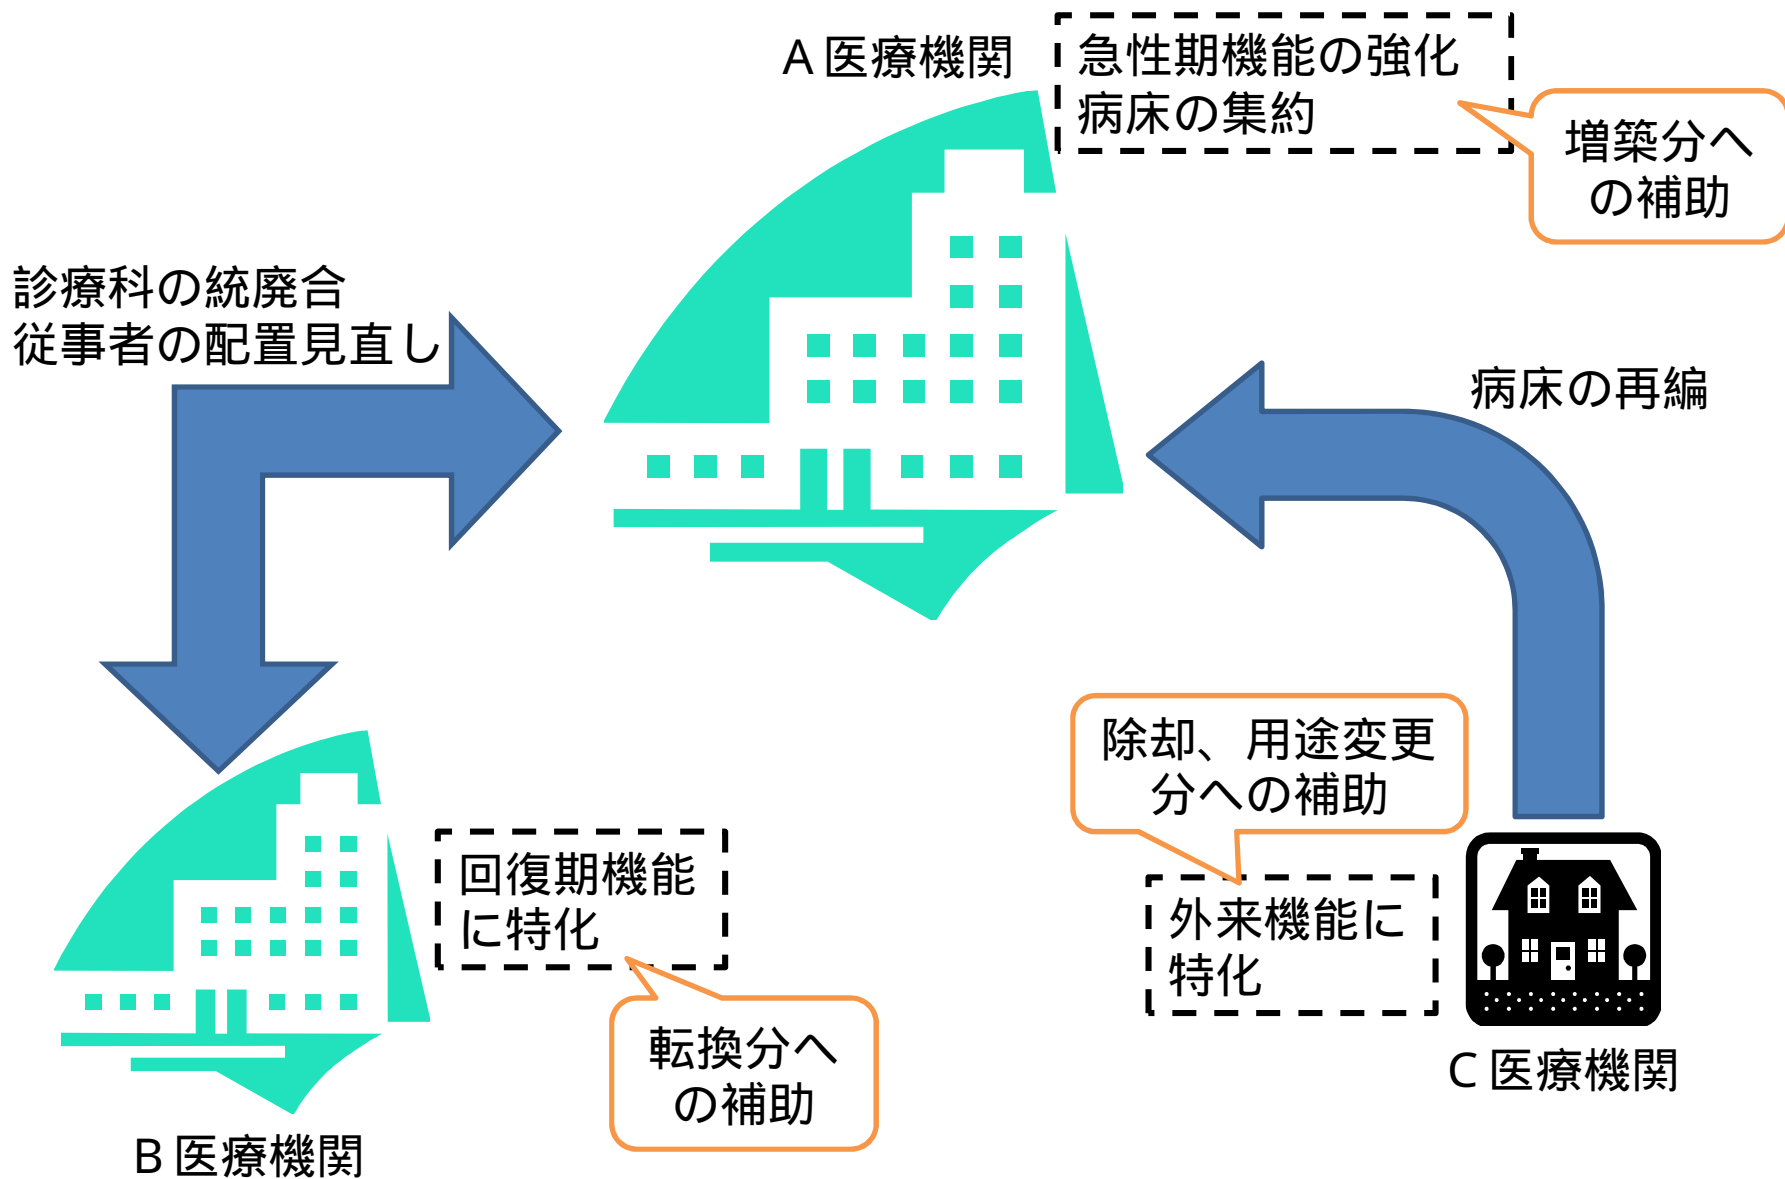 A医療機関
急性期機能の強化
病床の集約
増築分へ
の補助
診療科の統廃合
従事者の配置見直し
病床の再編
除却、用途変更
分への補助
回復期機能
に特化
外来機能に
特化
転換分へ
の補助
C医療機関
B医療機関